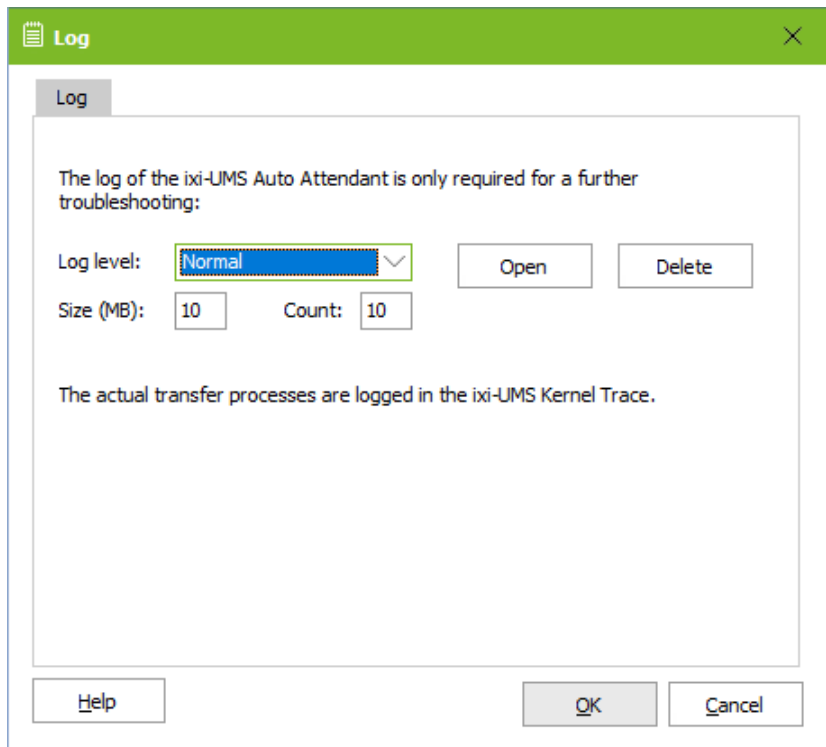 Log
Log
The log of the ixi-UMS Auto Attendant is only required for a further
troubleshooting:
Log level: Normal Open Delete
Size (MB): 10 Count: 10
The actual transfer processes are logged in the ixi-UMS Kernel Trace.
Help OK Cancel